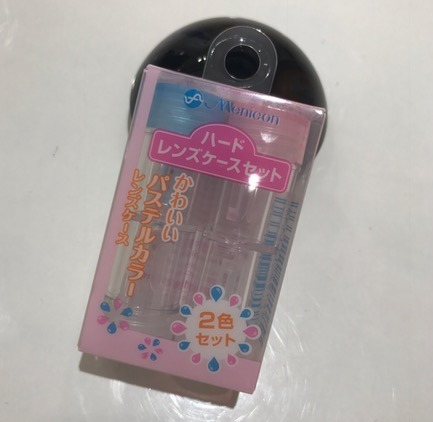 Menicon
ハード
レンズケースセット
かわいい
パステルカラー
レンズケース
2色
セット